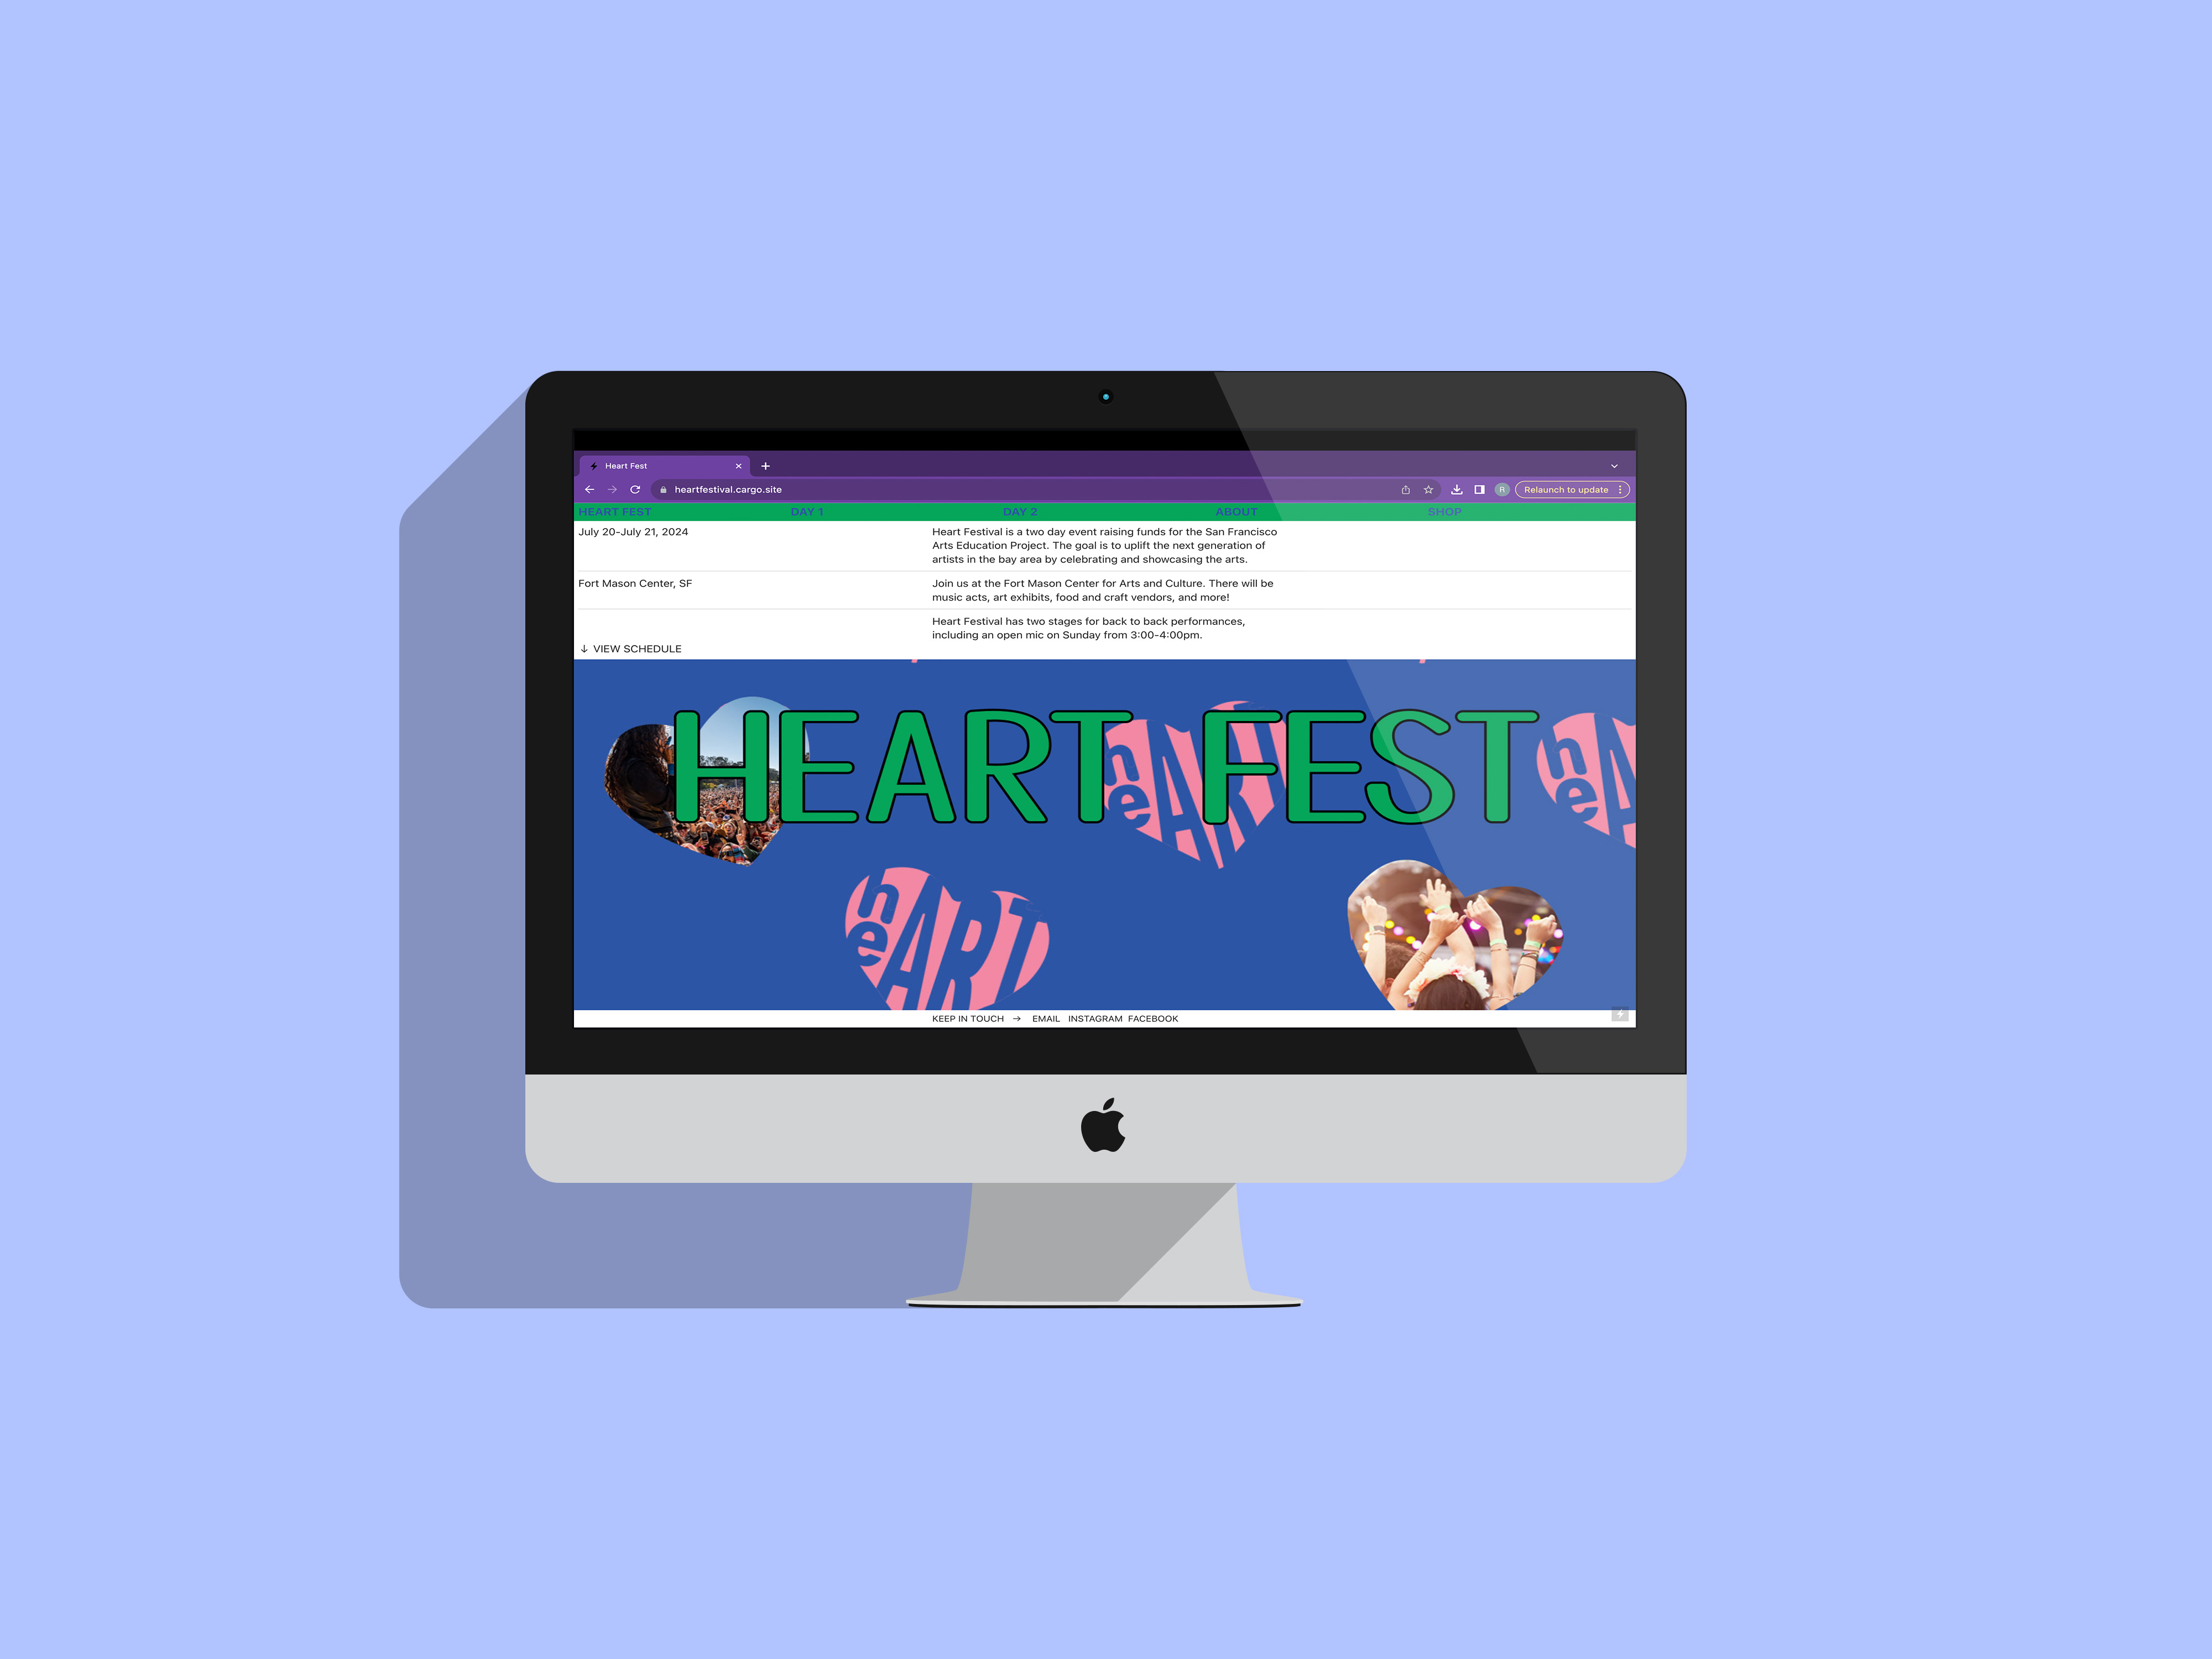 Heart Fest
heartfestival.cargo.site
R
Relaunch to update
HEART FEST DAY 1 DAY 2 ABOUT SHOP
July 20-July 21, 2024
Heart Festival is a two day event raising funds for the San Francisco
Arts Education Project. The goal is to uplift the next generation of
artists in the bay area by celebrating and showcasing the arts.
Fort Mason Center, SF
Join us at the Fort Mason Center for Arts and Culture. There will be
music acts, art exhibits, food and craft vendors, and more!
Heart Festival has two stages for back to back performances,
including an open mic on Sunday from 3:00-4:00pm.
↓ VIEW SCHEDULE
HEART FEST
heART
heA
heART
KEEP IN TOUCH → EMAIL INSTAGRAM FACEBOOK